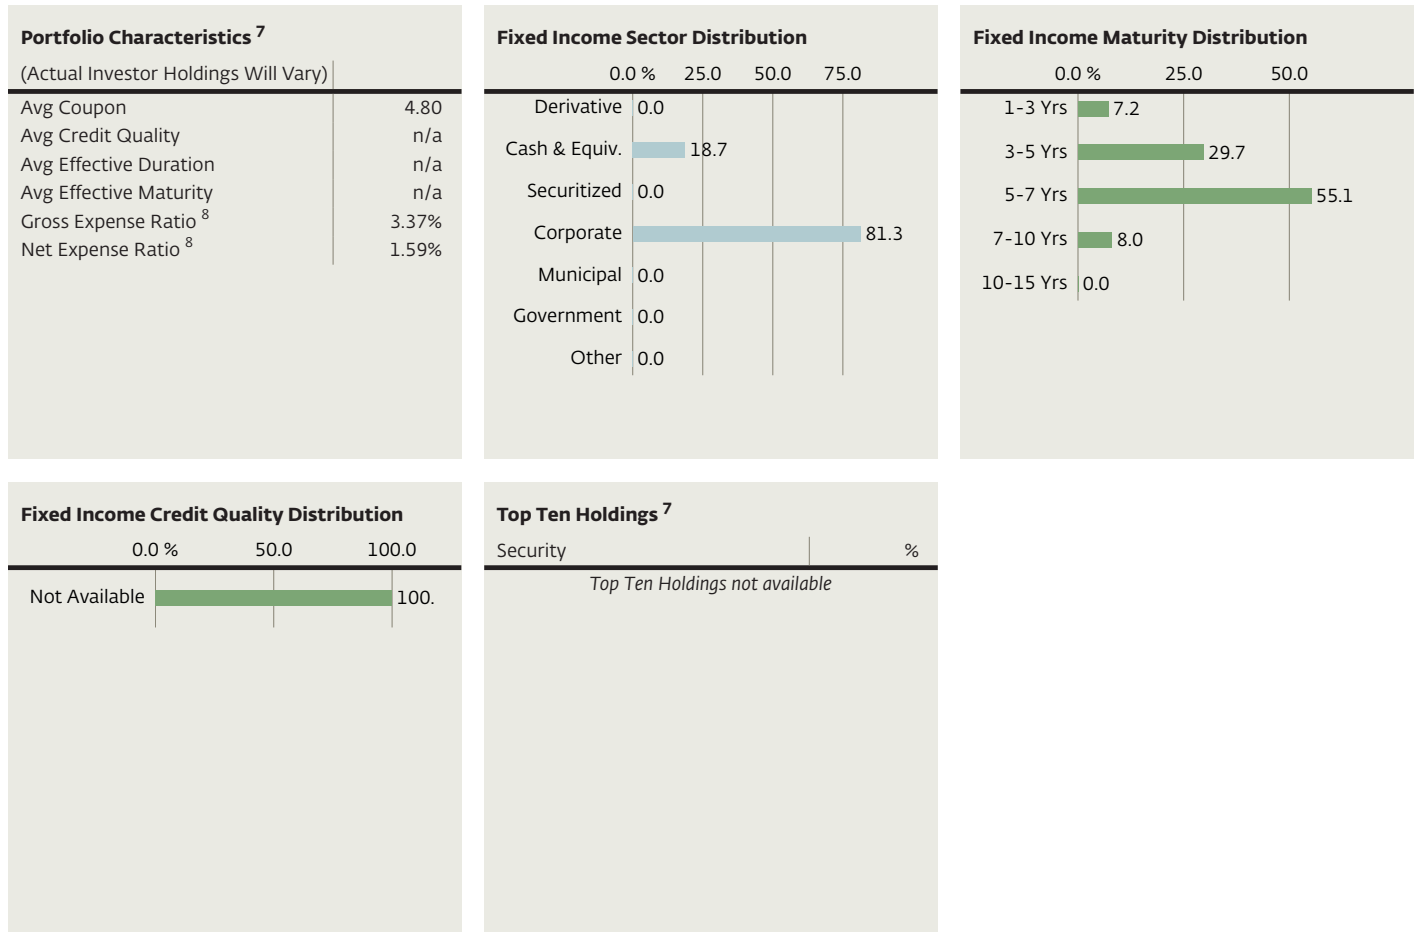 Portfolio Characteristics 7
(Actual Investor Holdings Will Vary)
Avg Coupon 4.80
Avg Credit Quality n/a
Avg Effective Duration n/a
Avg Effective Maturity n/a
Gross Expense Ratio 8 3.37%
Net Expense Ratio 8 1.59%
Fixed Income Sector Distribution
0.0 % 25.0 50.0 75.0
Derivative 0.0
Cash & Equiv. 18.7
Securitized 0.0
Corporate 81.3
Municipal 0.0
Government 0.0
Other 0.0
Fixed Income Maturity Distribution
0.0 % 25.0 50.0
1-3 Yrs 7.2
3-5 Yrs 29.7
5-7 Yrs 55.1
7-10 Yrs 8.0
10-15 Yrs 0.0
Fixed Income Credit Quality Distribution
0.0 % 50.0 100.0
Not Available 100.
Top Ten Holdings 7
Security %
Top Ten Holdings not available